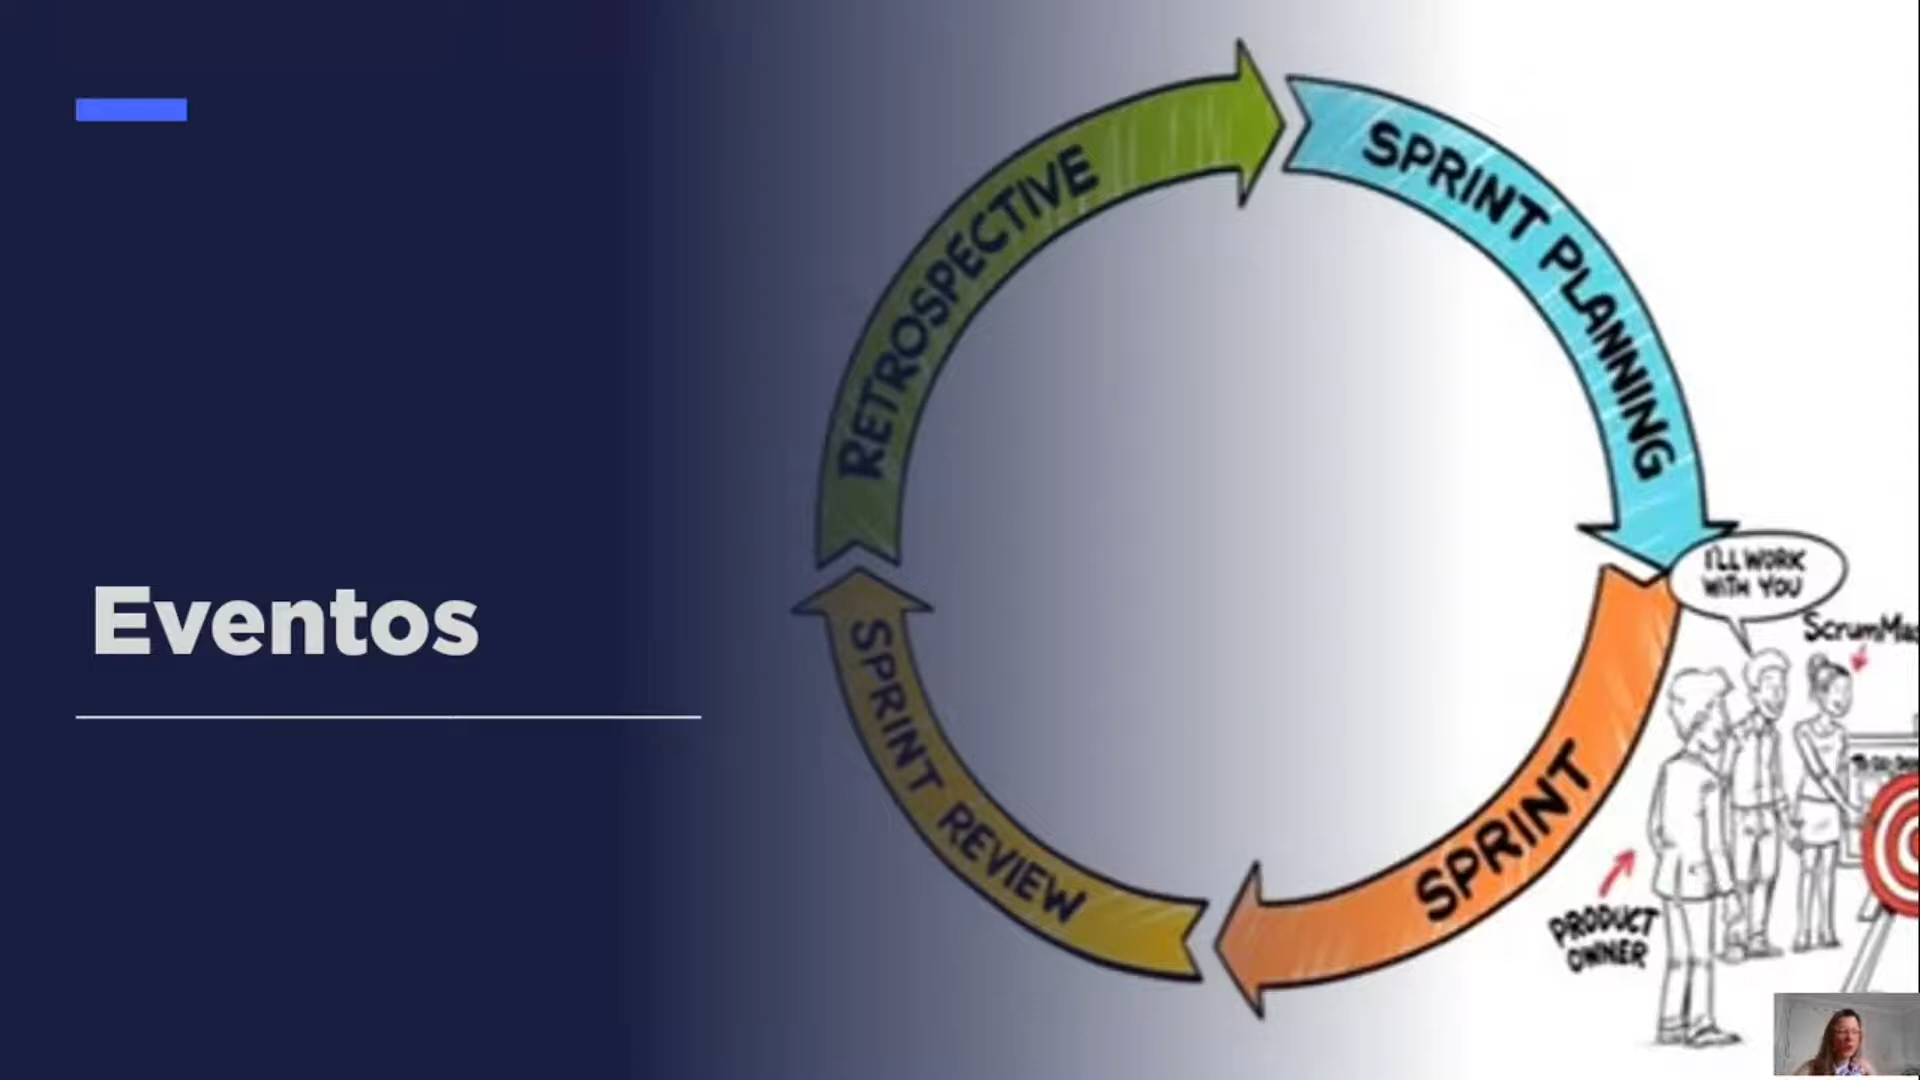 Eventos
RETROSPECTIVE
SPRINT PLANNING
I'LL WORK
WITH YOU
SPRINT
SPRINT REVIEW
PRODUCT
OWNER